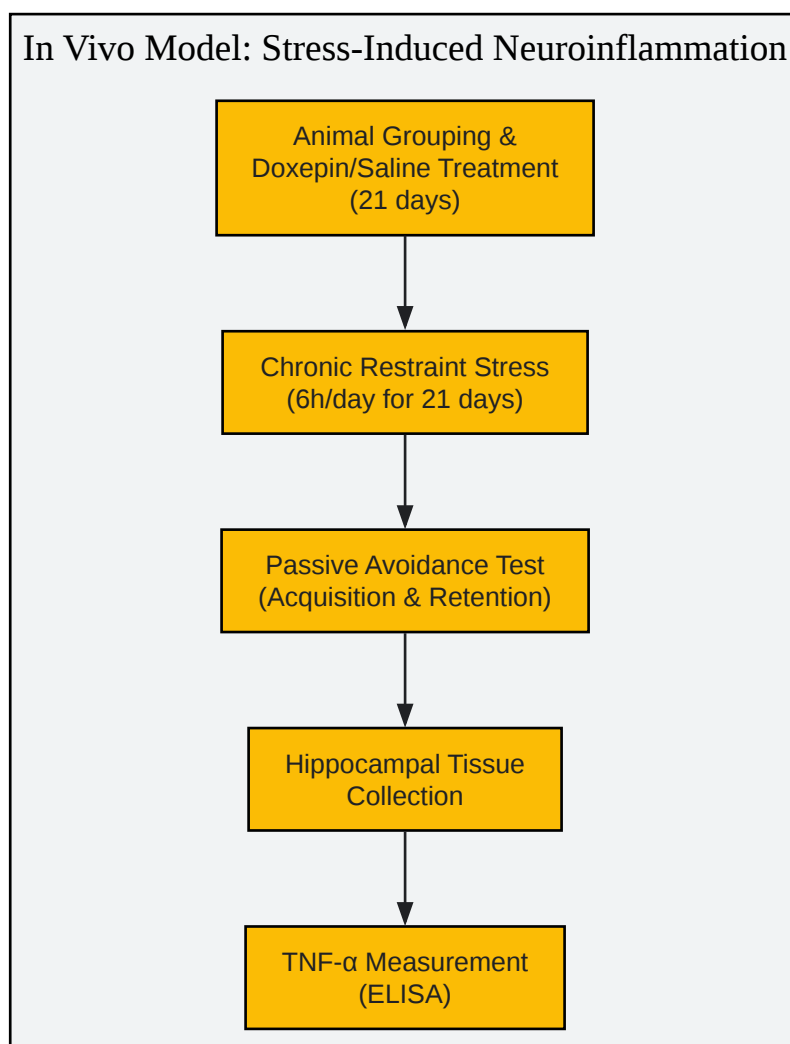 In Vivo Model: Stress-Induced Neuroinflammation
Animal Grouping &
Doxepin/Saline Treatment
(21 days)
Chronic Restraint Stress
(6h/day for 21 days)
Passive Avoidance Test
(Acquisition & Retention)
Hippocampal Tissue
Collection
TNF-α Measurement
(ELISA)